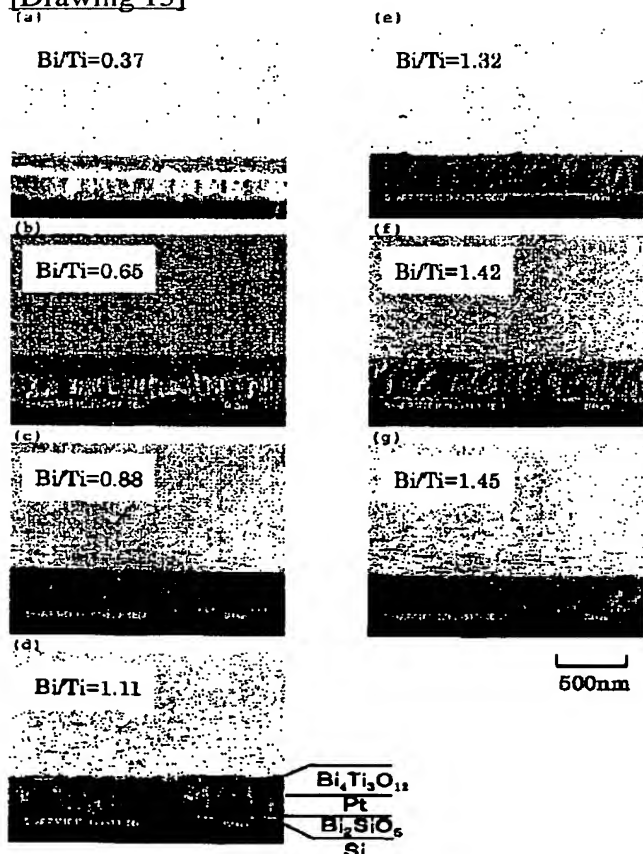 [Drawing 13]
(a)
Bi/Ti=0.37
(b)
Bi/Ti=0.65
(c)
Bi/Ti=0.88
(d)
Bi/Ti=1.11
(e)
Bi/Ti=1.32
(f)
Bi/Ti=1.42
(g)
Bi/Ti=1.45
500nm
Bi₄Ti₃O₁₂
Pt
Bi₂SiO₅
Si